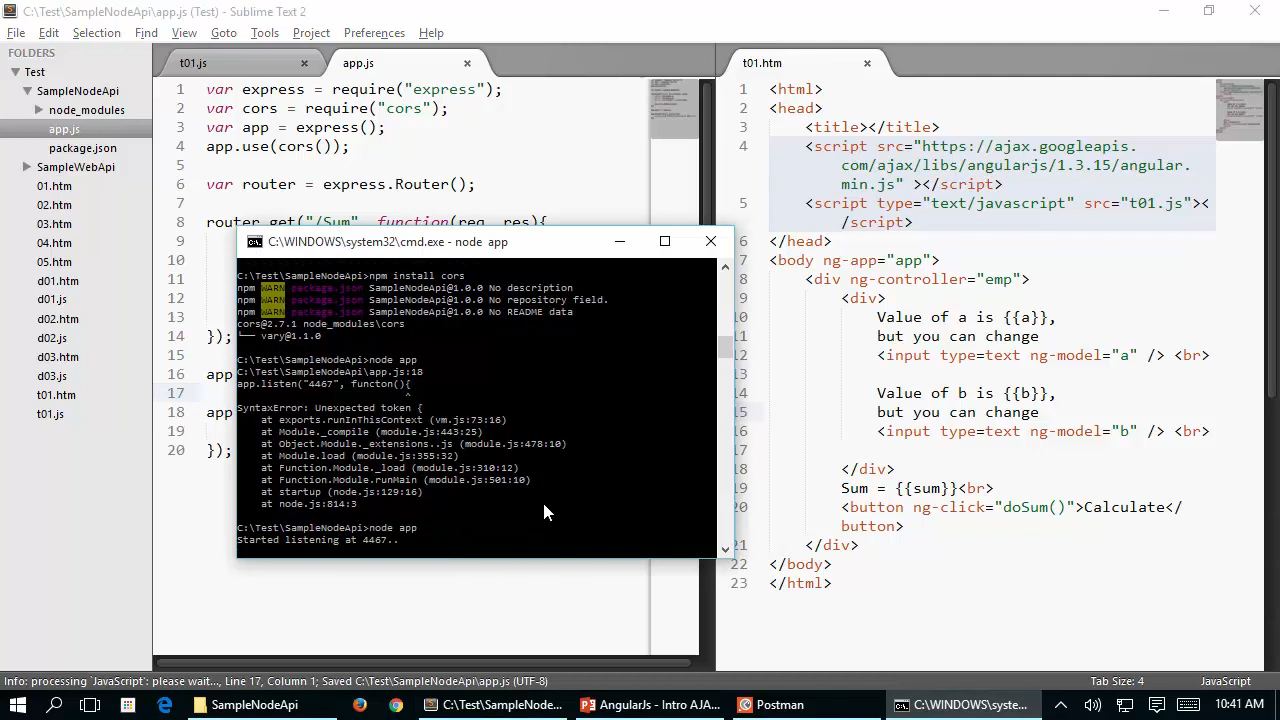 C:\Test\SampleNodeApi\app.js (Test) - Sublime Text 2
File Edit Selection Find View Goto Tools Project Preferences Help
FOLDERS
Test
SampleNodeApi
node_modules
app.js
package.json
SampleWebApi
01.htm
02.htm
03.htm
04.htm
05.htm
d01.htm
d01.js
d02.htm
d02.js
d03.htm
d03.js
t01.htm
t01.js
t01.js
app.js
1 var express = require("express");
2 var cors = require("cors");
3 var app = express();
4 app.use(cors());
5
6 var router = express.Router();
7
8 router.get("/Sum", function(req, res){
9
10
11
12
13
14 });
15
16 app
17
18 app
19
20 });
C:\WINDOWS\system32\cmd.exe - node app
C:\Test\SampleNodeApi>npm install cors
npm WARN package.json SampleNodeApi@1.0.0 No description
npm WARN package.json SampleNodeApi@1.0.0 No repository field.
npm WARN package.json SampleNodeApi@1.0.0 No README data
cors@2.7.1 node_modules\cors
└── vary@1.1.0
C:\Test\SampleNodeApi>node app
C:\Test\SampleNodeApi\app.js:18
app.listen("4467", functon(){
^
SyntaxError: Unexpected token {
at exports.runInThisContext (vm.js:73:16)
at Module._compile (module.js:443:25)
at Object.Module._extensions..js (module.js:478:10)
at Module.load (module.js:355:32)
at Function.Module._load (module.js:310:12)
at Function.Module.runMain (module.js:501:10)
at startup (node.js:129:16)
at node.js:814:3
C:\Test\SampleNodeApi>node app
Started listening at 4467..
t01.htm
1 <html>
2 <head>
3 <title></title>
4 <script src="https://ajax.googleapis.
com/ajax/libs/angularjs/1.3.15/angular.
min.js" ></script>
5 <script type="text/javascript" src="t01.js"><
/script>
6 </head>
7 <body ng-app="app">
8 <div ng-controller="emp">
9 <div>
10 Value of a is {{a}},
11 but you can change
12 <input type=text ng-model="a" /> <br>
13
14 Value of b is {{b}},
15 but you can change
16 <input type=text ng-model="b" /> <br>
17
18 </div>
19 Sum = {{sum}}<br>
20 <button ng-click="doSum()">Calculate</
button>
21 </div>
22 </body>
23 </html>
Info: processing `JavaScript': please wait..., Line 17, Column 1; Saved C:\Test\SampleNodeApi\app.js (UTF-8)
Tab Size: 4
JavaScript
SampleNodeApi
C:\Test\SampleNode...
AngularJs - Intro AJA...
Postman
C:\WINDOWS\syste...
10:41 AM